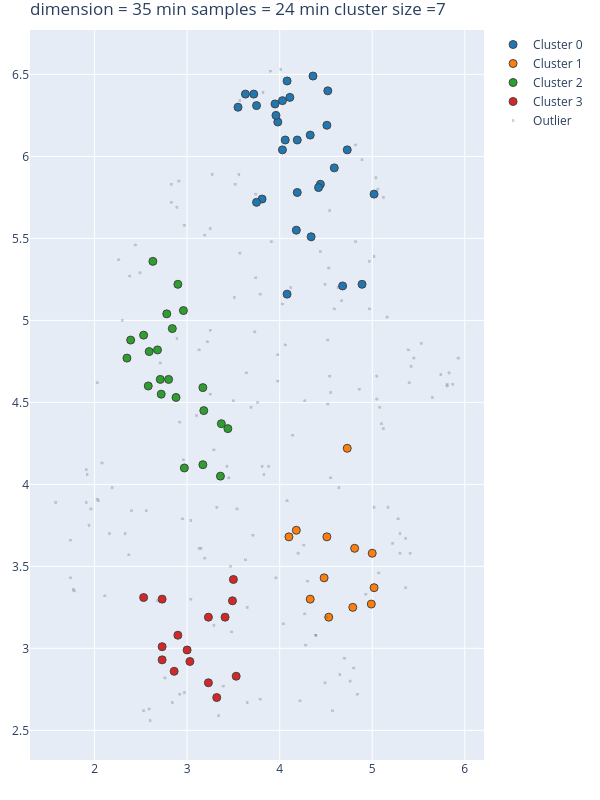 dimension = 35 min samples = 24 min cluster size =7
Cluster 0
Cluster 1
Cluster 2
Cluster 3
Outlier
6.5
6
5.5
5
4.5
4
3.5
3
2.5
2 3 4 5 6